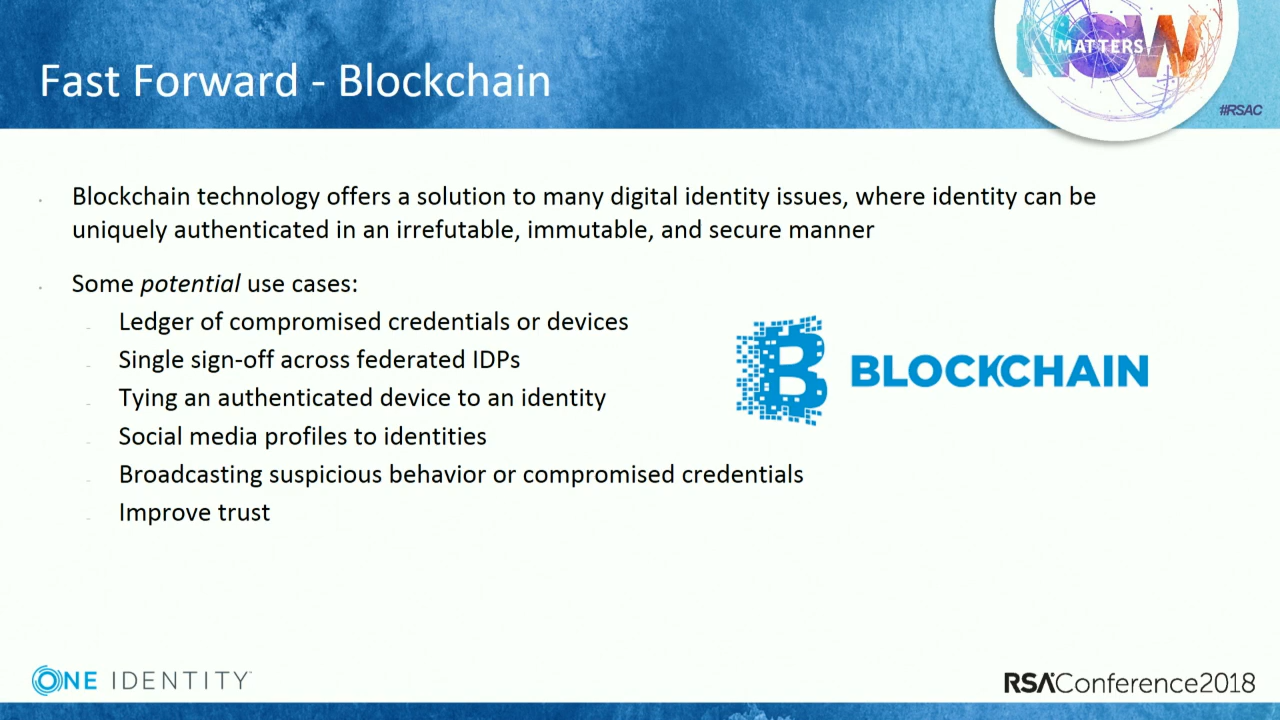 NOW
MATTERS
#RSAC
Fast Forward - Blockchain
Blockchain technology offers a solution to many digital identity issues, where identity can be
uniquely authenticated in an irrefutable, immutable, and secure manner
Some potential use cases:
Ledger of compromised credentials or devices
Single sign-off across federated IDPs
Tying an authenticated device to an identity
Social media profiles to identities
Broadcasting suspicious behavior or compromised credentials
Improve trust
BLOCKCHAIN
ONE IDENTITY
RSAConference2018